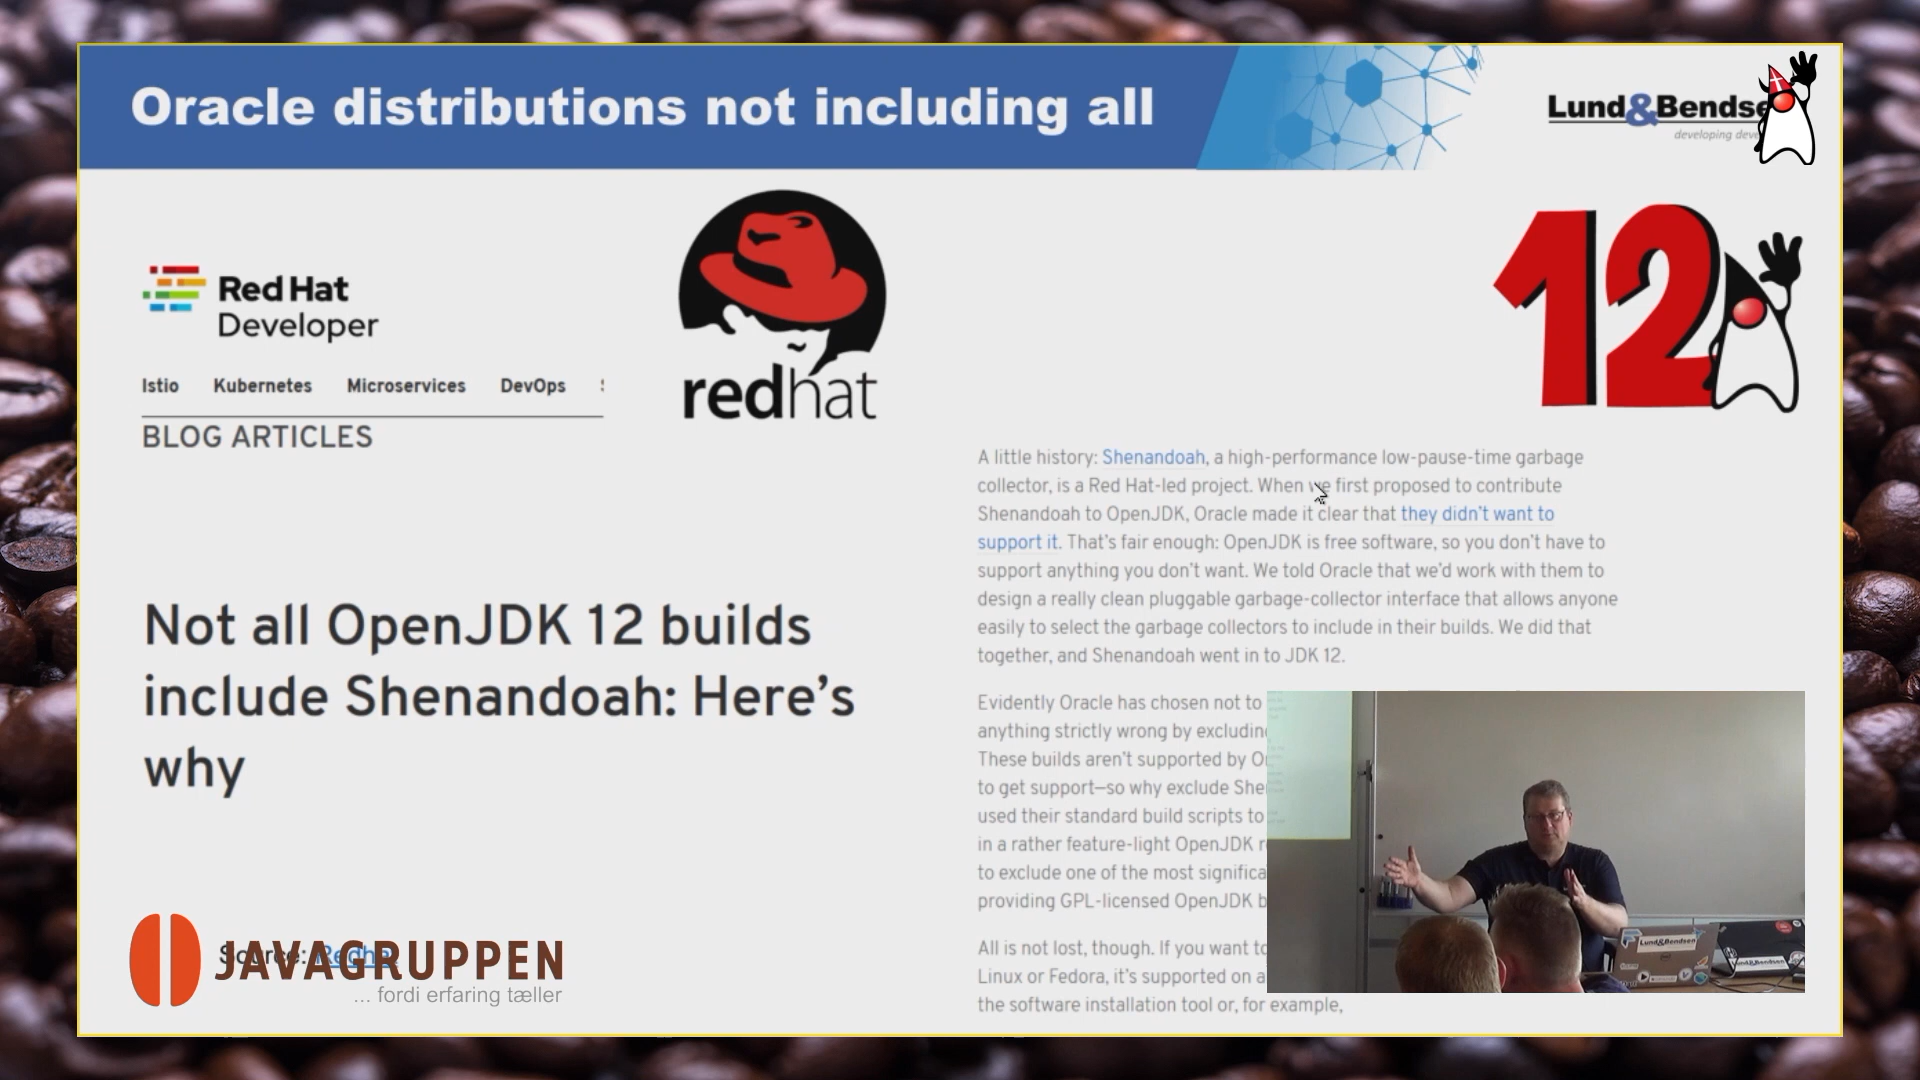 Oracle distributions not including all
Lund&Bendse
developing deve
Red Hat
Developer
Istio Kubernetes Microservices DevOps
BLOG ARTICLES
redhat
12
Not all OpenJDK 12 builds
include Shenandoah: Here's
why
A little history: Shenandoah, a high-performance low-pause-time garbage
collector, is a Red Hat-led project. When we first proposed to contribute
Shenandoah to OpenJDK, Oracle made it clear that they didn't want to
support it. That's fair enough: OpenJDK is free software, so you don't have to
support anything you don't want. We told Oracle that we'd work with them to
design a really clean pluggable garbage-collector interface that allows anyone
easily to select the garbage collectors to include in their builds. We did that
together, and Shenandoah went in to JDK 12.
Evidently Oracle has chosen not to
anything strictly wrong by excludin
These builds aren't supported by O
to get support—so why exclude She
used their standard build scripts to
in a rather feature-light OpenJDK r
to exclude one of the most significa
providing GPL-licensed OpenJDK b
All is not lost, though. If you want to
Linux or Fedora, it's supported on a
the software installation tool or, for example,
Source: Redha
JAVAGRUPPEN
... fordi erfaring tæller
Lund&Bendsen
Lund&Bendsen